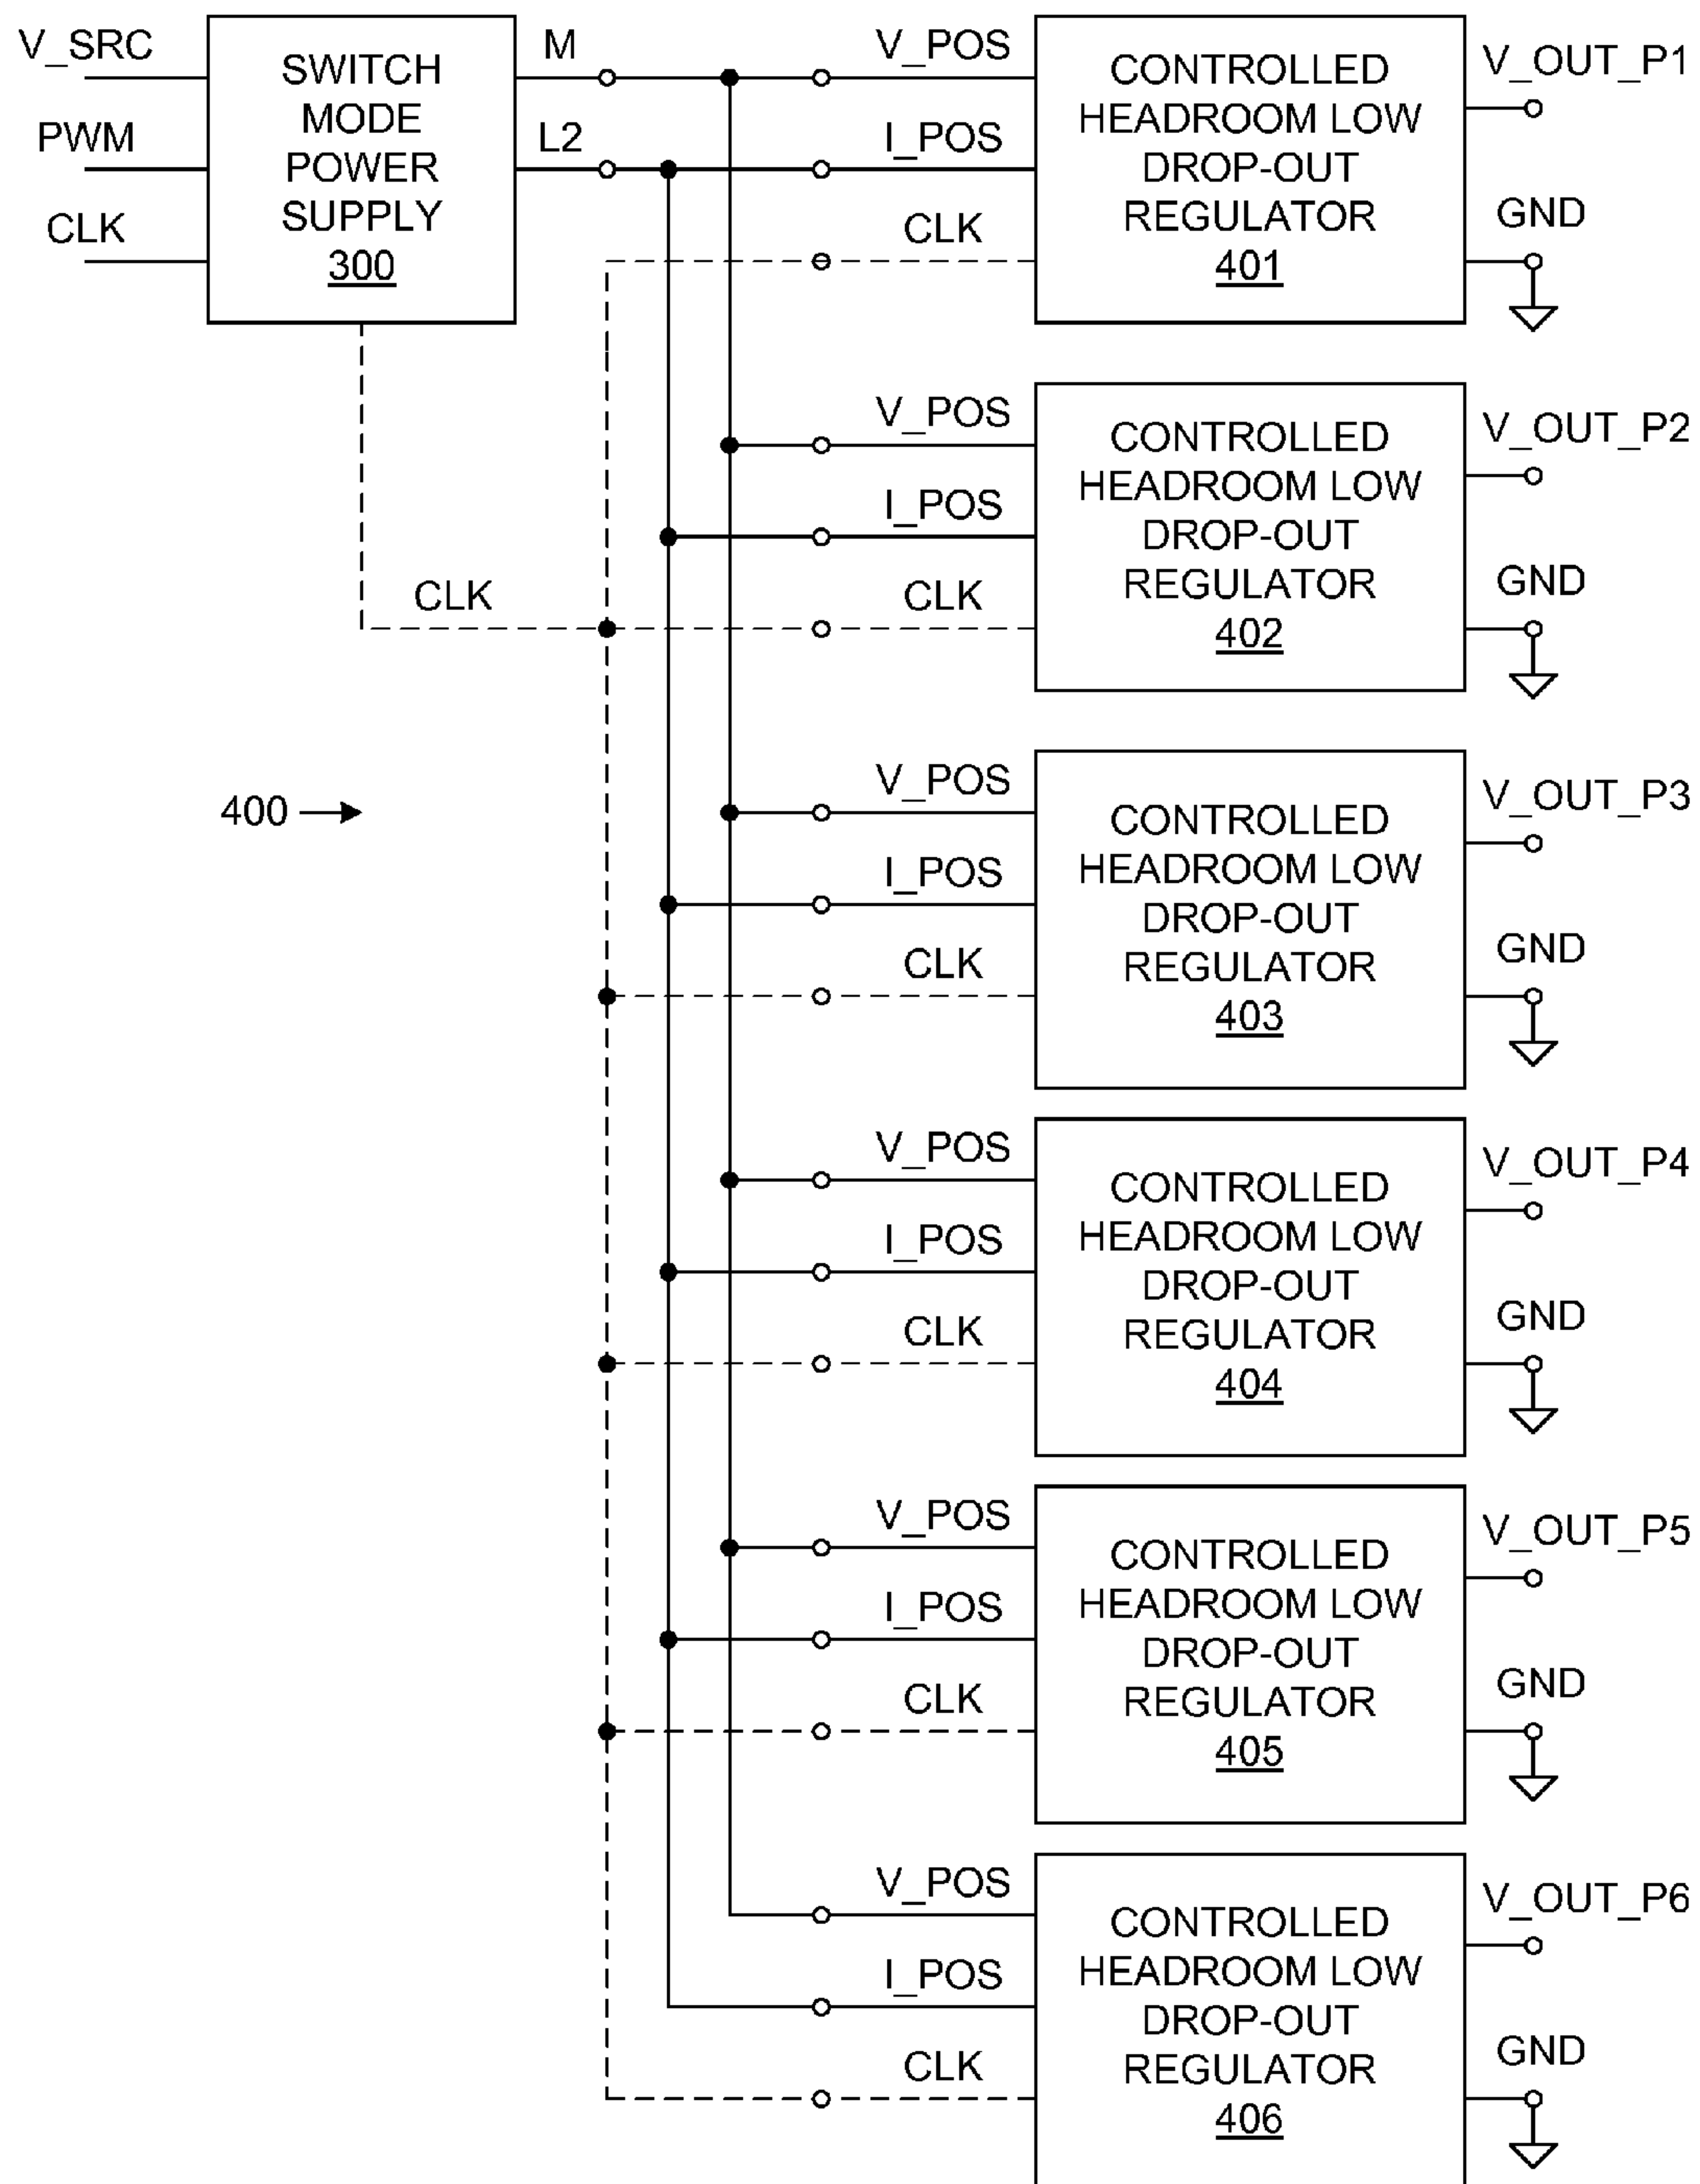 V_SRC
PWM
CLK
SWITCH
MODE
POWER
SUPPLY
300
M
L2
V_POS
I_POS
CLK
CONTROLLED
HEADROOM LOW
DROP-OUT
REGULATOR
401
V_OUT_P1
GND
CLK
V_POS
I_POS
CLK
CONTROLLED
HEADROOM LOW
DROP-OUT
REGULATOR
402
V_OUT_P2
GND
400
V_POS
I_POS
CLK
CONTROLLED
HEADROOM LOW
DROP-OUT
REGULATOR
403
V_OUT_P3
GND
V_POS
I_POS
CLK
CONTROLLED
HEADROOM LOW
DROP-OUT
REGULATOR
404
V_OUT_P4
GND
V_POS
I_POS
CLK
CONTROLLED
HEADROOM LOW
DROP-OUT
REGULATOR
405
V_OUT_P5
GND
V_POS
I_POS
CLK
CONTROLLED
HEADROOM LOW
DROP-OUT
REGULATOR
406
V_OUT_P6
GND